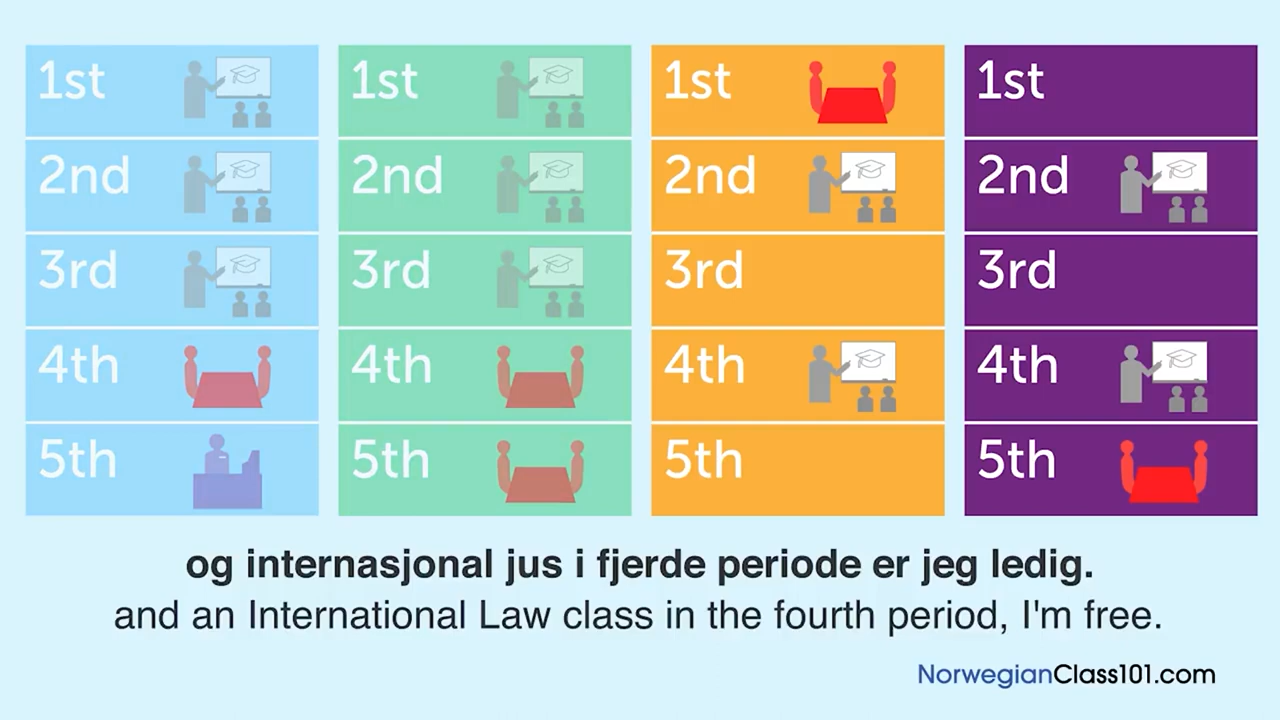 1st 1st 1st 1st
2nd 2nd 2nd 2nd
3rd 3rd 3rd 3rd
4th 4th 4th 4th
5th 5th 5th 5th
og internasjonal jus i fjerde periode er jeg ledig.
and an International Law class in the fourth period, I'm free.
NorwegianClass101.com